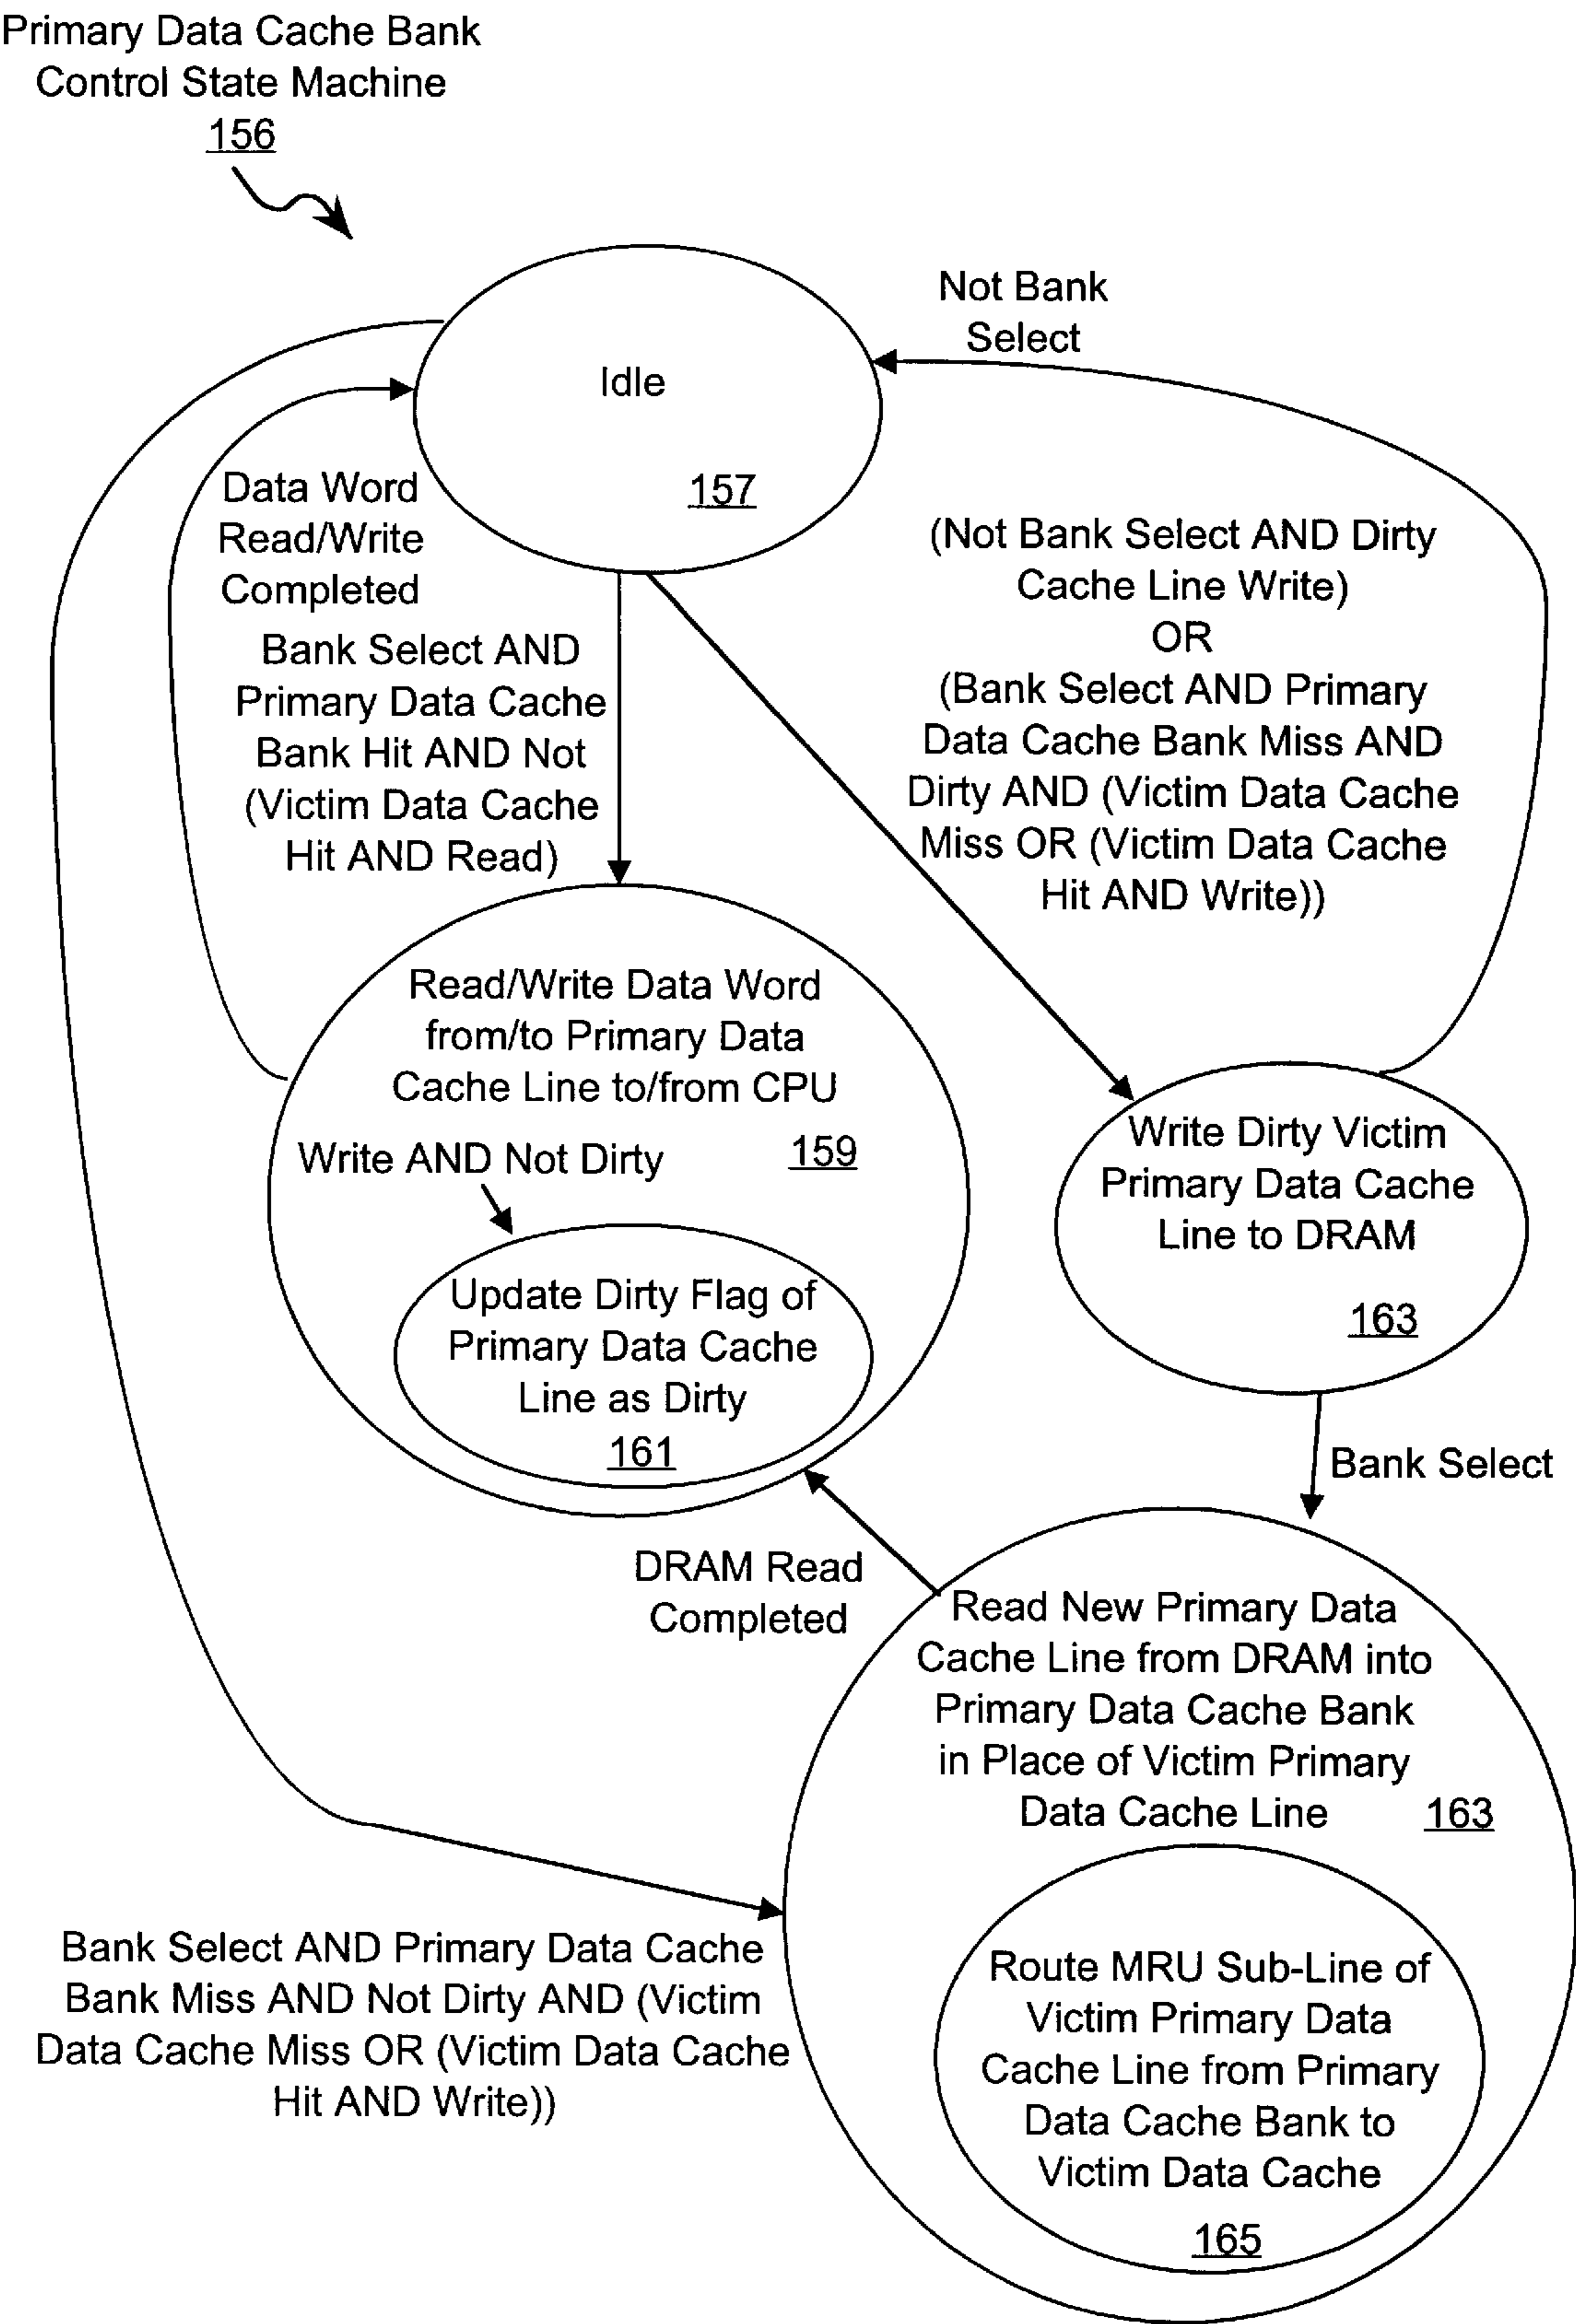 Primary Data Cache Bank
Control State Machine
156
Not Bank
Select
Idle
157
Data Word
Read/Write
Completed
Bank Select AND
Primary Data Cache
Bank Hit AND Not
(Victim Data Cache
Hit AND Read)
(Not Bank Select AND Dirty
Cache Line Write)
OR
(Bank Select AND Primary
Data Cache Bank Miss AND
Dirty AND (Victim Data Cache
Miss OR (Victim Data Cache
Hit AND Write))
Read/Write Data Word
from/to Primary Data
Cache Line to/from CPU
159
Write AND Not Dirty
Update Dirty Flag of
Primary Data Cache
Line as Dirty
161
Write Dirty Victim
Primary Data Cache
Line to DRAM
163
Bank Select
DRAM Read
Completed
Read New Primary Data
Cache Line from DRAM into
Primary Data Cache Bank
in Place of Victim Primary
Data Cache Line
163
Bank Select AND Primary Data Cache
Bank Miss AND Not Dirty AND (Victim
Data Cache Miss OR (Victim Data Cache
Hit AND Write))
Route MRU Sub-Line of
Victim Primary Data
Cache Line from Primary
Data Cache Bank to
Victim Data Cache
165